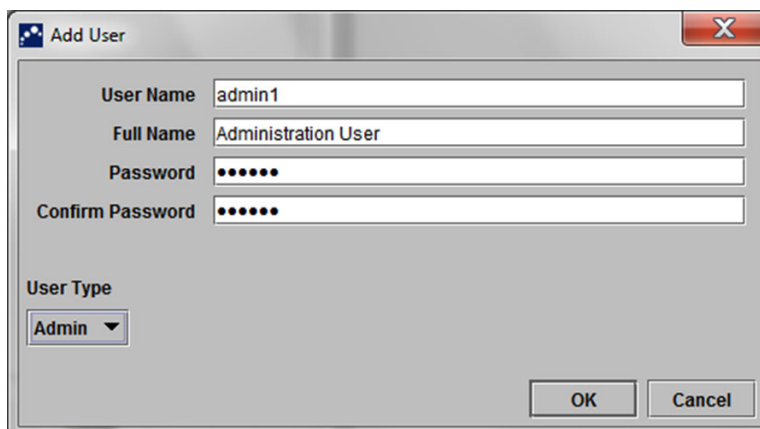 Add User
User Name admin1
Full Name Administration User
Password ••••••
Confirm Password ••••••
User Type
Admin
OK Cancel